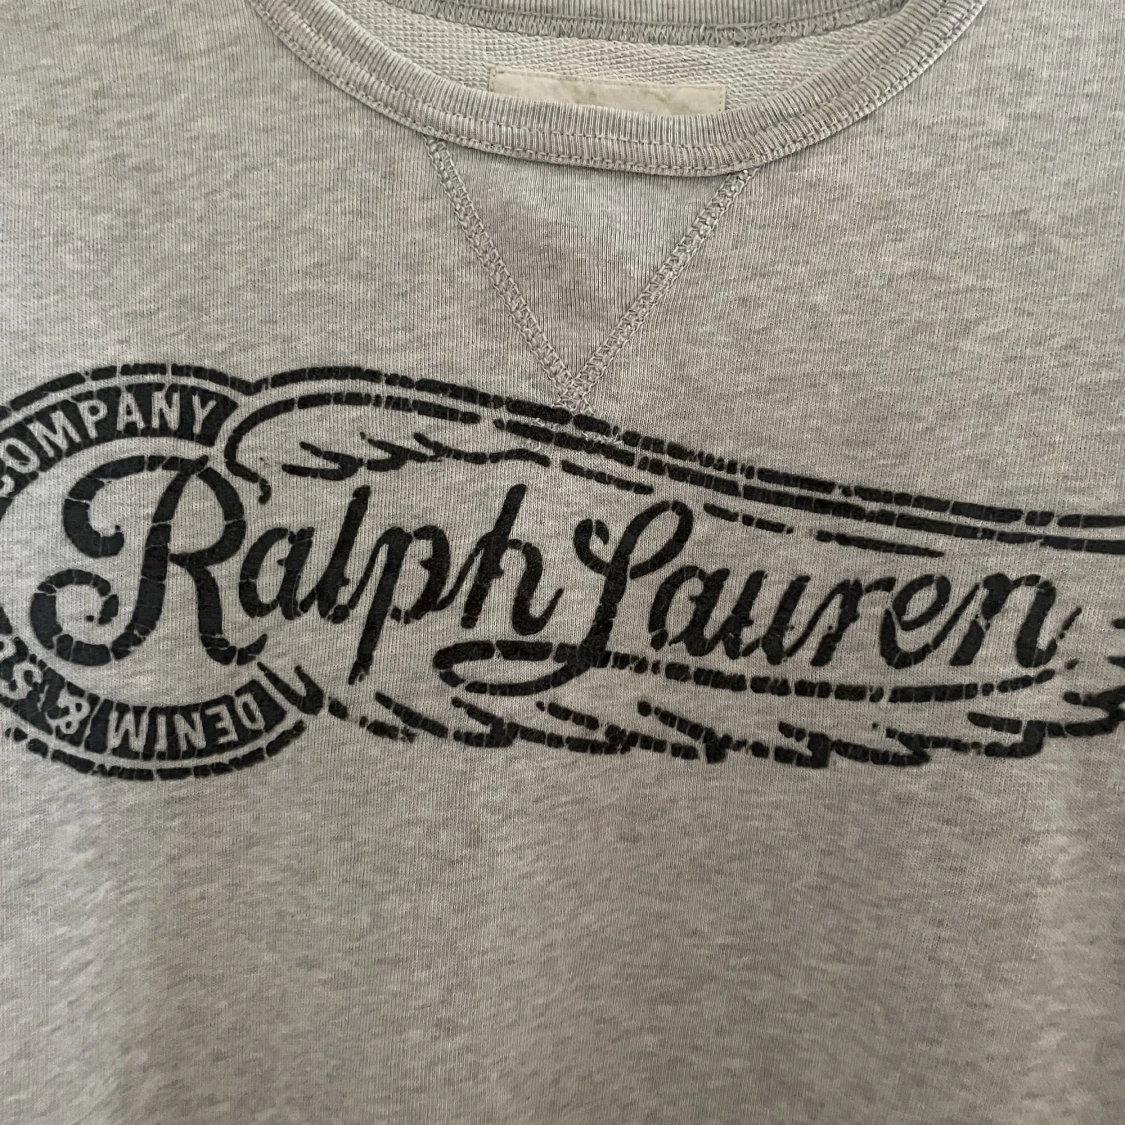 COMPANY
Ralph Lauren
DENIM &